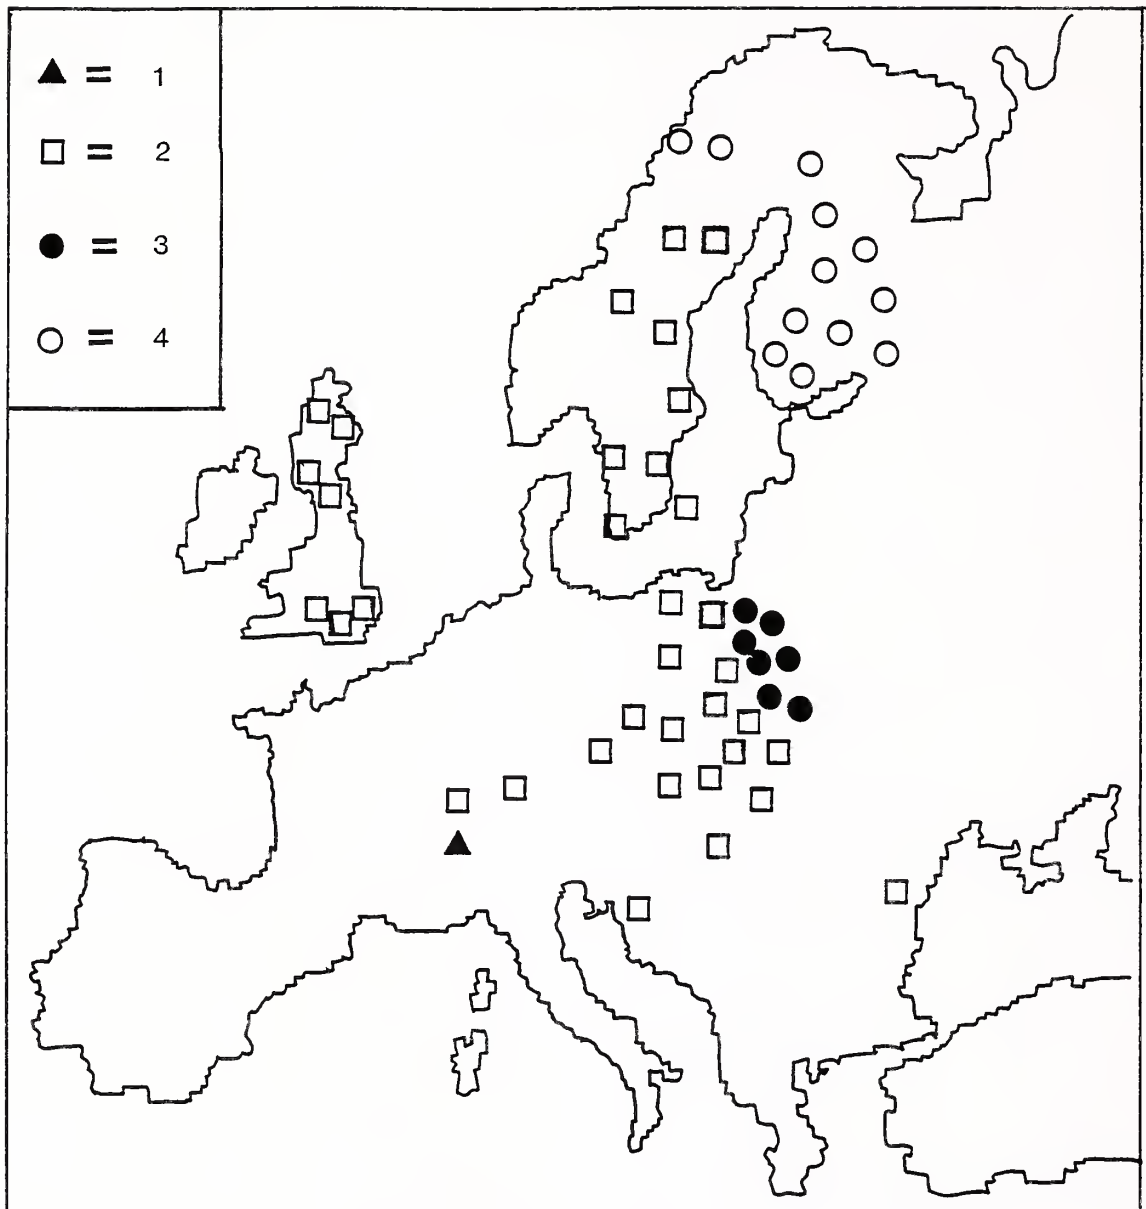 ▲ = 1
□ = 2
● = 3
○ = 4